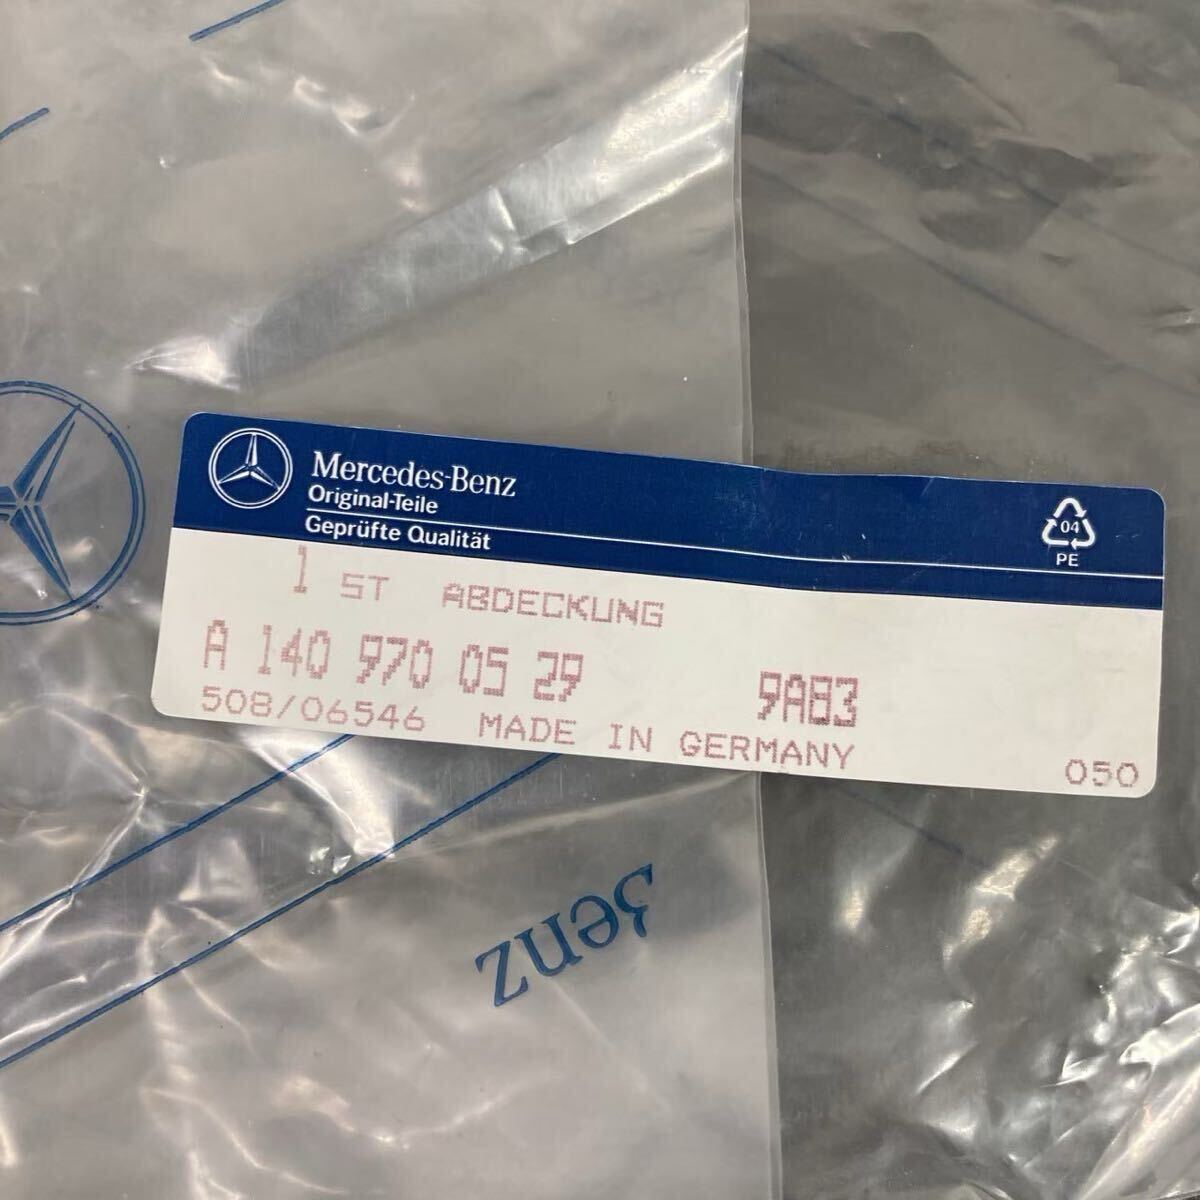 Mercedes-Benz
Original-Teile
Geprüfte Qualität
04
PE
1 ST ABDECKUNG
A 140 970 05 29 9A83
508/06546 MADE IN GERMANY
050
Benz